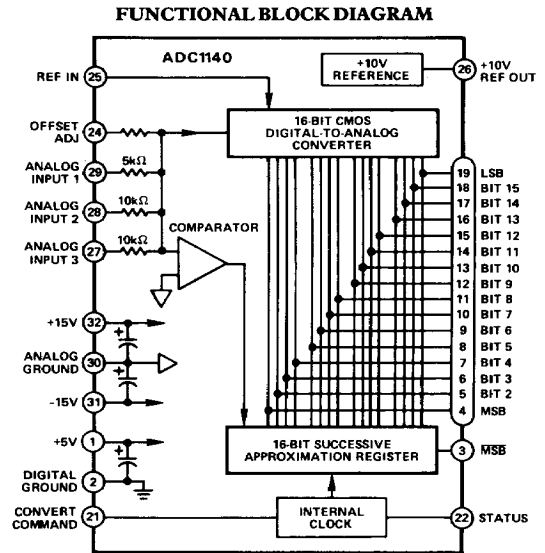 FUNCTIONAL BLOCK DIAGRAM
ADC1140
REF IN
25
+10V
REFERENCE
26
+10V
REF OUT
16-BIT CMOS
DIGITAL-TO-ANALOG
CONVERTER
OFFSET
ADJ
24
ANALOG
INPUT 1
29
5kΩ
ANALOG
INPUT 2
28
10kΩ
ANALOG
INPUT 3
27
10kΩ
COMPARATOR
19 LSB
18 BIT 15
17 BIT 14
16 BIT 13
15 BIT 12
14 BIT 11
13 BIT 10
12 BIT 9
11 BIT 8
10 BIT 7
9 BIT 6
8 BIT 5
7 BIT 4
6 BIT 3
5 BIT 2
4 MSB
+15V
32
+
ANALOG
GROUND
30
+
-15V
31
+5V
1
+
DIGITAL
GROUND
2
16-BIT SUCCESSIVE
APPROXIMATION REGISTER
3 M̅S̅B̅
CONVERT
COMMAND
21
INTERNAL
CLOCK
22 STATUS